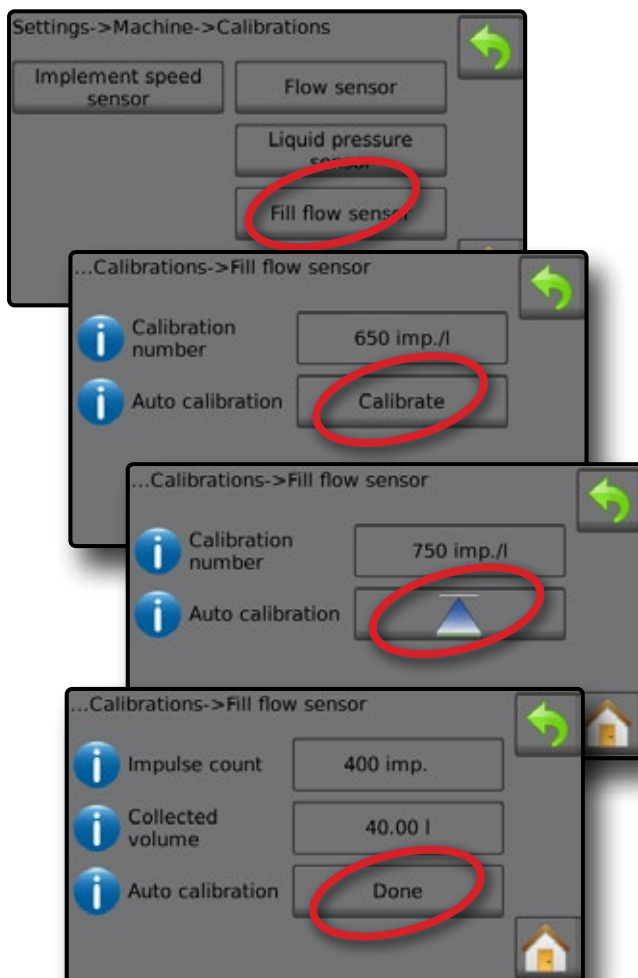 Settings->Machine->Calibrations
Implement speed
sensor
Flow sensor
Liquid pressure
sensor
Fill flow sensor
...Calibrations->Fill flow sensor
Calibration
number
650 imp./l
Auto calibration
Calibrate
...Calibrations->Fill flow sensor
Calibration
number
750 imp./l
Auto calibration
...Calibrations->Fill flow sensor
Impulse count
400 imp.
Collected
volume
40.00 l
Auto calibration
Done